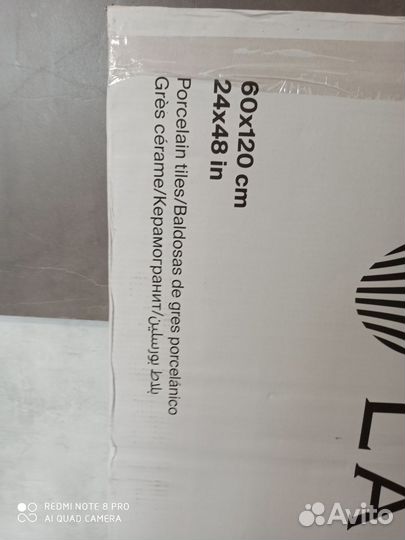 60x120 cm
24x48 in
Porcelain tiles/Baldosas de gres porcelánico
Grès cérame/Керамогранит/بلاط بورسلين
LA
REDMI NOTE 8 PRO
AI QUAD CAMERA
Avito